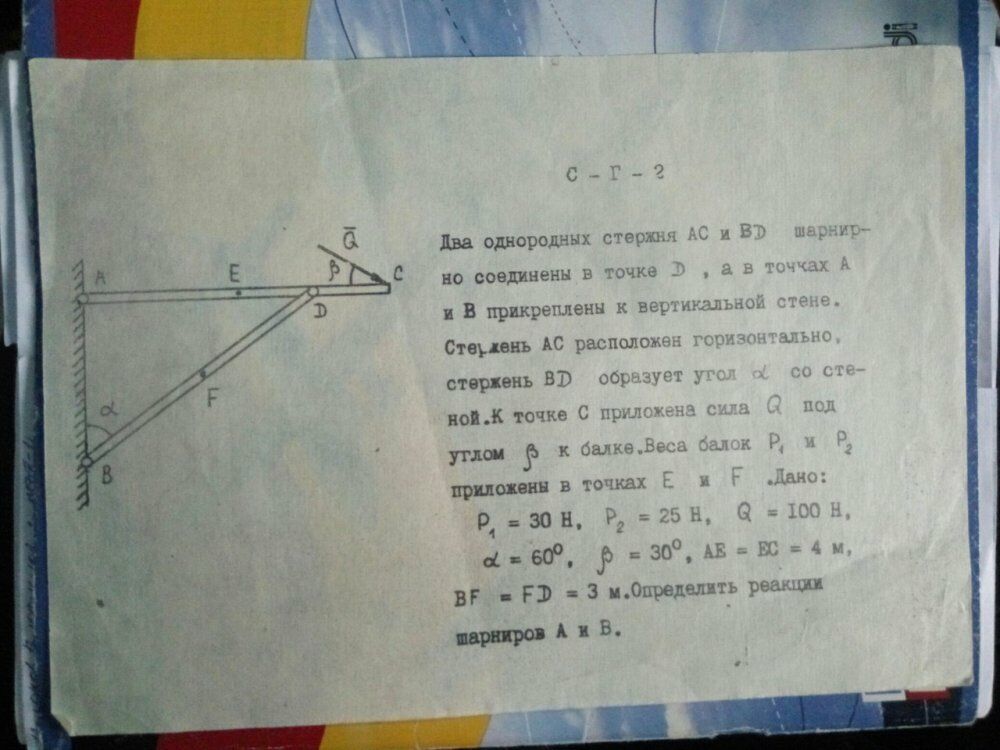 С - Г - 2
Два однородных стержня АС и BD шарнир-
но соединены в точке D , а в точках А
и В прикреплены к вертикальной стене.
Стержень АС расположен горизонтально,
стержень BD образует угол α со сте-
ной.К точке С приложена сила Q под
углом β к балке.Веса балок P₁ и P₂
приложены в точках E и F .Дано:
P₁ = 30 Н, P₂ = 25 Н, Q = 100 Н,
α = 60°, β = 30°, АЕ = ЕС = 4 м,
BF = FD = 3 м.Определить реакции
шарниров А и В.
A
E
Q̄
β
C
D
F
α
B